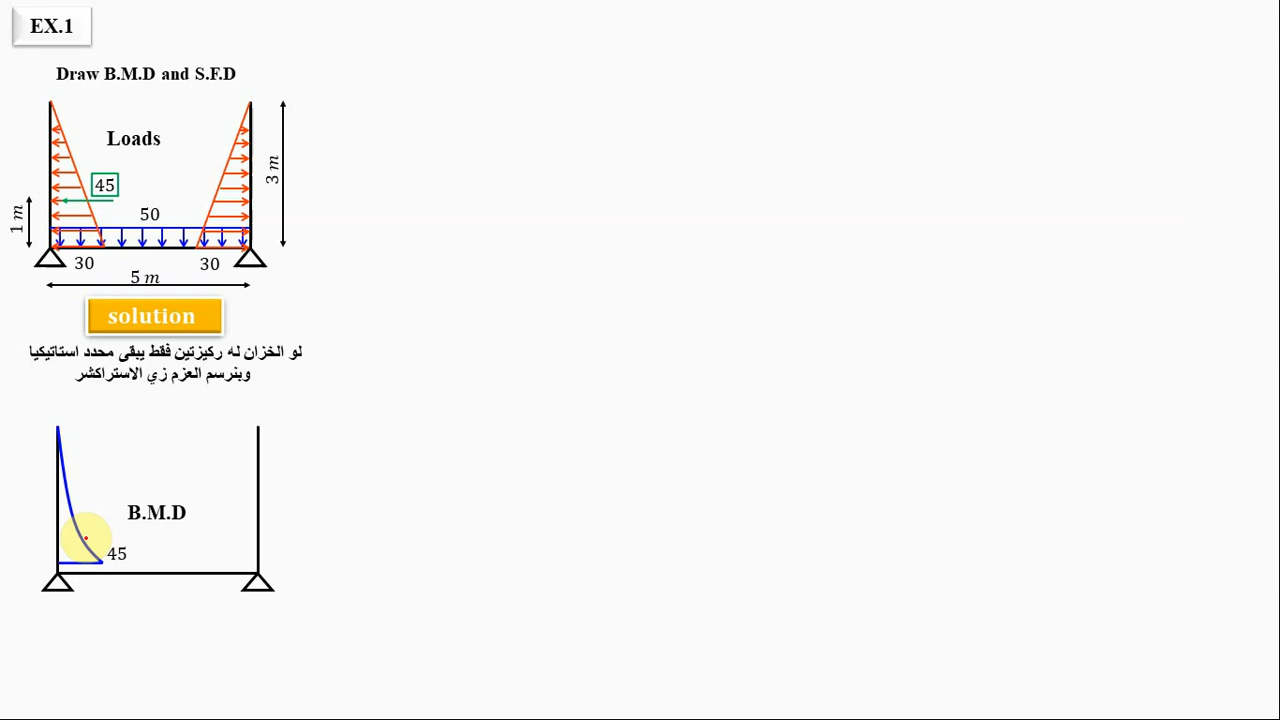 EX.1
Draw B.M.D and S.F.D
Loads
3 m
45
1 m
50
30
30
5 m
solution
لو الخزان له ركيزتين فقط يبقى محدد استاتيكيا
وبنرسم العزم زي الاستراكشر
B.M.D
45